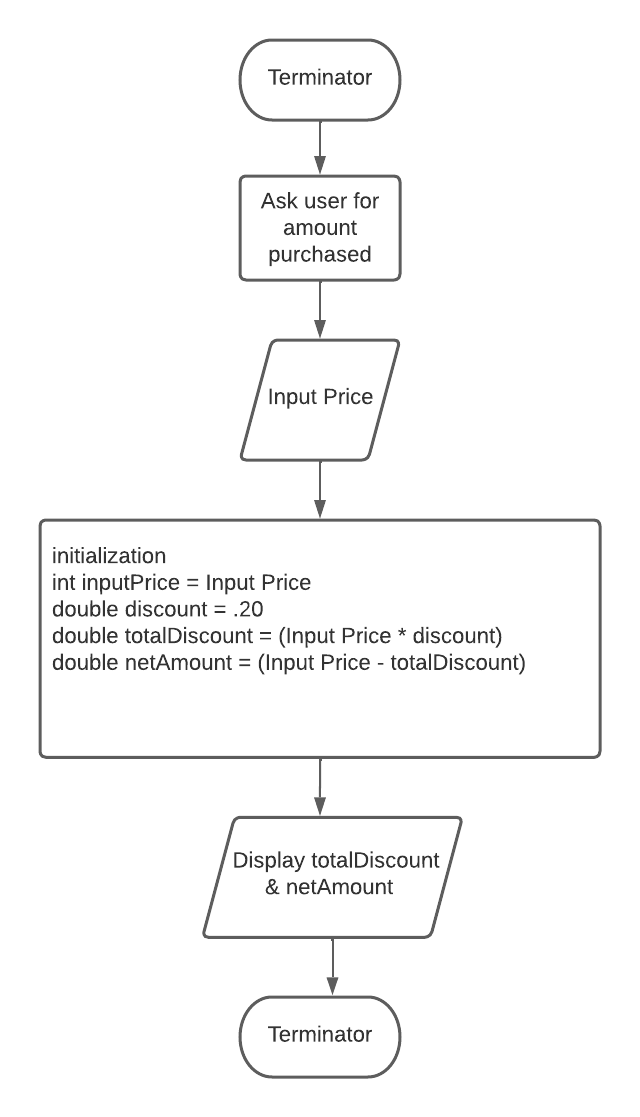 Terminator
Ask user for
amount
purchased
Input Price
initialization
int inputPrice = Input Price
double discount = .20
double totalDiscount = (Input Price * discount)
double netAmount = (Input Price - totalDiscount)
Display totalDiscount
& netAmount
Terminator